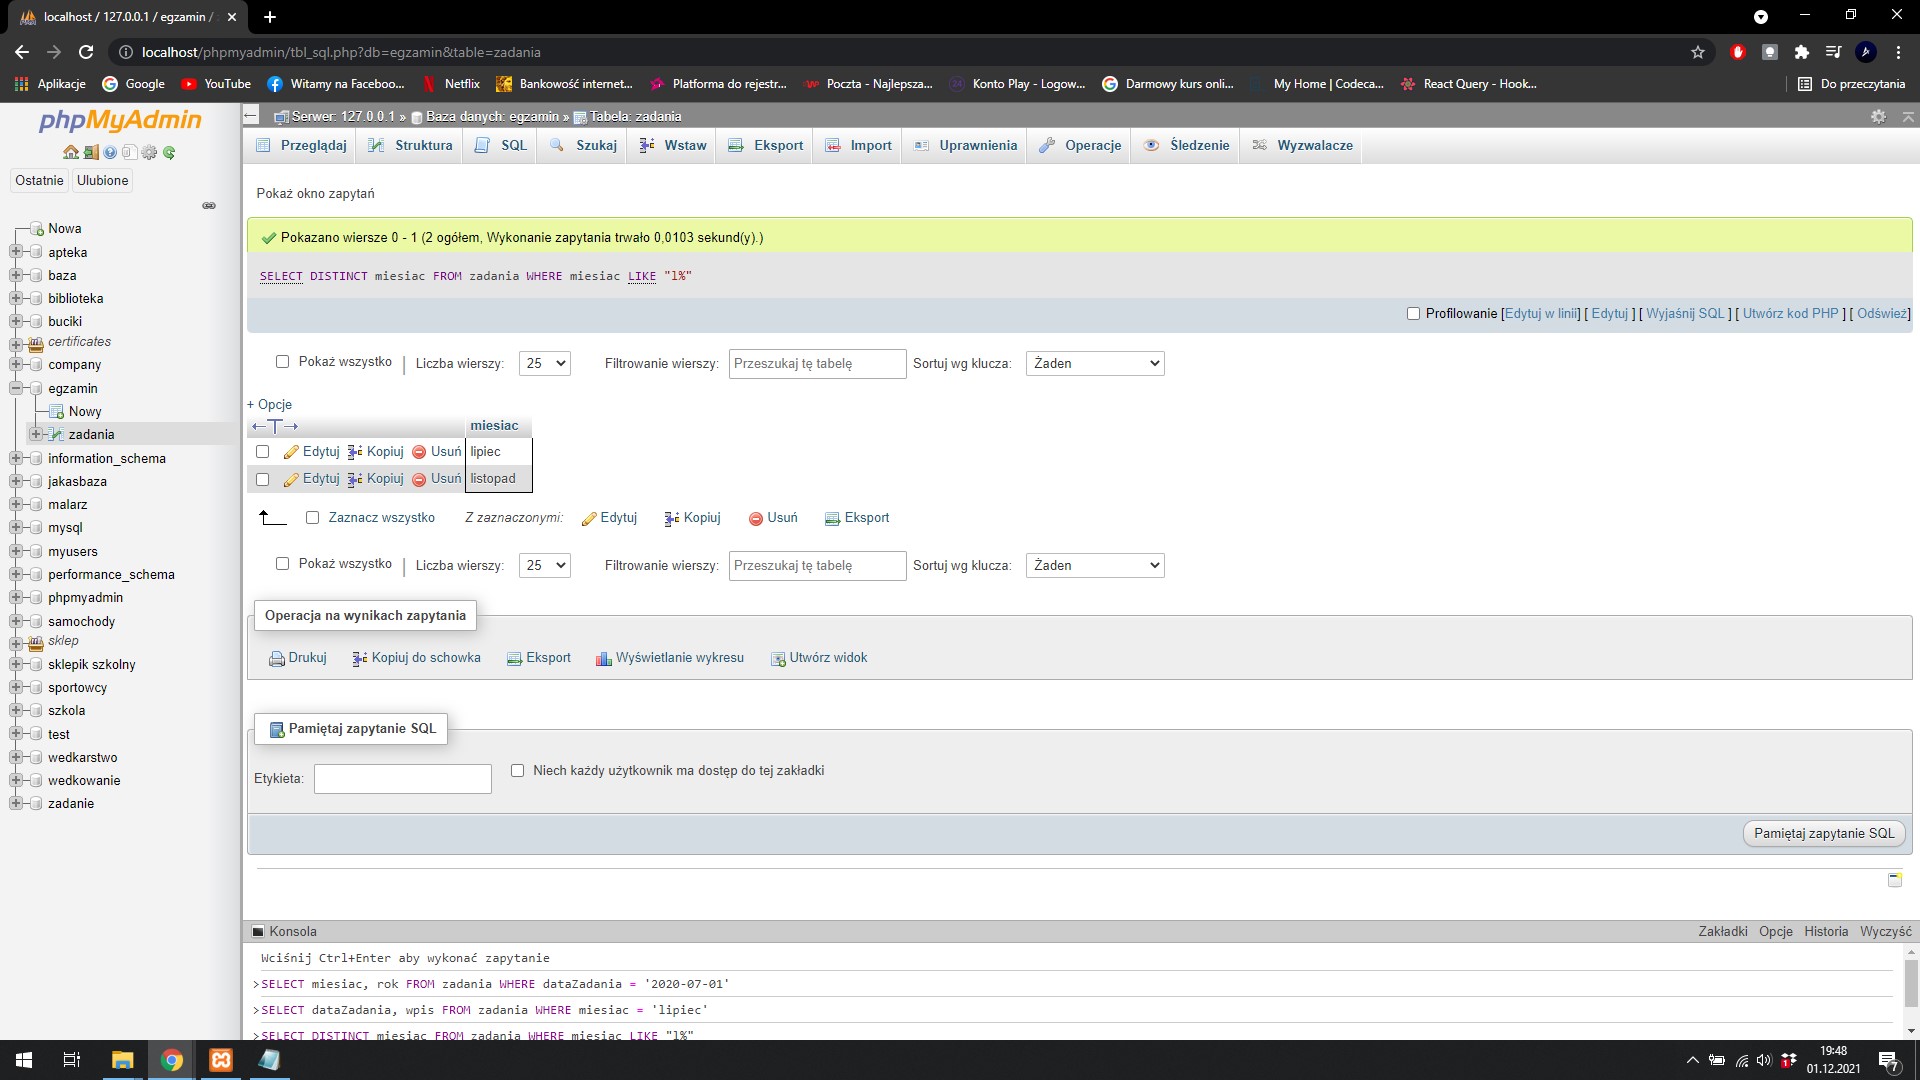 localhost / 127.0.0.1 / egzamin /
localhost/phpmyadmin/tbl_sql.php?db=egzamin&table=zadania
Aplikacje Google YouTube Witamy na Faceboo... Netflix Bankowość internet... Platforma do rejestr... Poczta - Najlepsza... Konto Play - Logow... Darmowy kurs onli... My Home | Codeca... React Query - Hook... Do przeczytania
phpMyAdmin
Ostatnie Ulubione
Nowa
apteka
baza
biblioteka
buciki
certificates
company
egzamin
Nowy
zadania
information_schema
jakasbaza
malarz
mysql
myusers
performance_schema
phpmyadmin
samochody
sklep
sklepik szkolny
sportowcy
szkola
test
wedkarstwo
wedkowanie
zadanie
Serwer: 127.0.0.1 » Baza danych: egzamin » Tabela: zadania
Przeglądaj Struktura SQL Szukaj Wstaw Eksport Import Uprawnienia Operacje Śledzenie Wyzwalacze
Pokaż okno zapytań
Pokazano wiersze 0 - 1 (2 ogółem, Wykonanie zapytania trwało 0,0103 sekund(y).)
SELECT DISTINCT miesiac FROM zadania WHERE miesiac LIKE "l%"
Profilowanie [Edytuj w linii] [ Edytuj ] [ Wyjaśnij SQL ] [ Utwórz kod PHP ] [ Odśwież]
Pokaż wszystko | Liczba wierszy: 25 Filtrowanie wierszy: Przeszukaj tę tabelę Sortuj wg klucza: Żaden
+ Opcje
←T→ miesiac
Edytuj Kopiuj Usuń lipiec
Edytuj Kopiuj Usuń listopad
Zaznacz wszystko Z zaznaczonymi: Edytuj Kopiuj Usuń Eksport
Pokaż wszystko | Liczba wierszy: 25 Filtrowanie wierszy: Przeszukaj tę tabelę Sortuj wg klucza: Żaden
Operacja na wynikach zapytania
Drukuj Kopiuj do schowka Eksport Wyświetlanie wykresu Utwórz widok
Pamiętaj zapytanie SQL
Etykieta: Niech każdy użytkownik ma dostęp do tej zakładki
Pamiętaj zapytanie SQL
Konsola Zakładki Opcje Historia Wyczyść
Wciśnij Ctrl+Enter aby wykonać zapytanie
>SELECT miesiac, rok FROM zadania WHERE dataZadania = '2020-07-01'
>SELECT dataZadania, wpis FROM zadania WHERE miesiac = 'lipiec'
>SELECT DISTINCT miesiac FROM zadania WHERE miesiac LIKE "l%"
19:48
01.12.2021
7